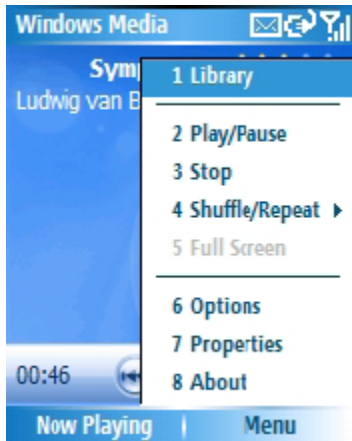 Windows Media
Symp
1 Library
Ludwig van B
2 Play/Pause
3 Stop
4 Shuffle/Repeat
5 Full Screen
6 Options
7 Properties
00:46
8 About
Now Playing
Menu